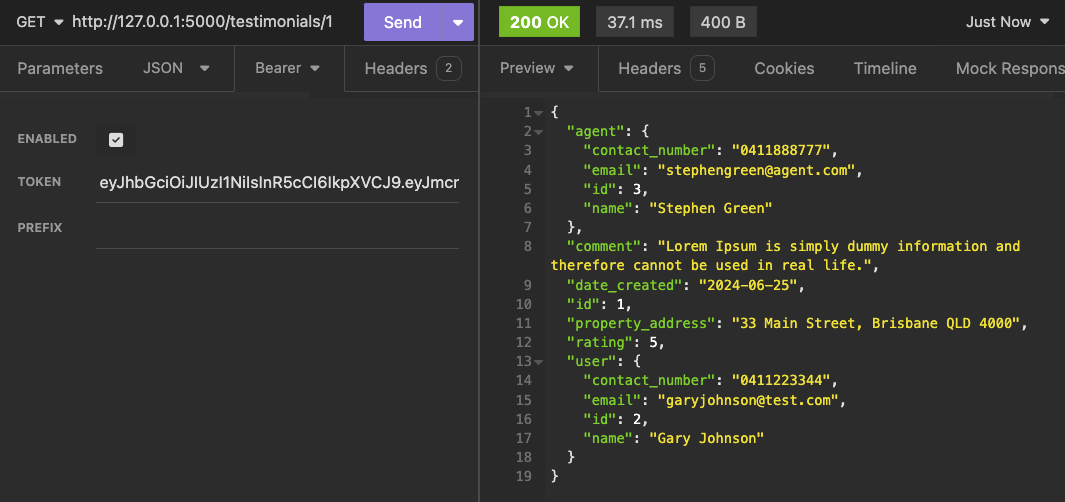 GET http://127.0.0.1:5000/testimonials/1 Send 200 OK 37.1 ms 400 B Just Now
Parameters JSON Bearer Headers 2 Preview Headers 5 Cookies Timeline Mock Respons
ENABLED
TOKEN eyJhbGciOiJIUzI1NiIsInR5cCI6IkpXVCJ9.eyJmcr
PREFIX
1 {
2 "agent": {
3 "contact_number": "0411888777",
4 "email": "stephengreen@agent.com",
5 "id": 3,
6 "name": "Stephen Green"
7 },
8 "comment": "Lorem Ipsum is simply dummy information and
therefore cannot be used in real life.",
9 "date_created": "2024-06-25",
10 "id": 1,
11 "property_address": "33 Main Street, Brisbane QLD 4000",
12 "rating": 5,
13 "user": {
14 "contact_number": "0411223344",
15 "email": "garyjohnson@test.com",
16 "id": 2,
17 "name": "Gary Johnson"
18 }
19 }